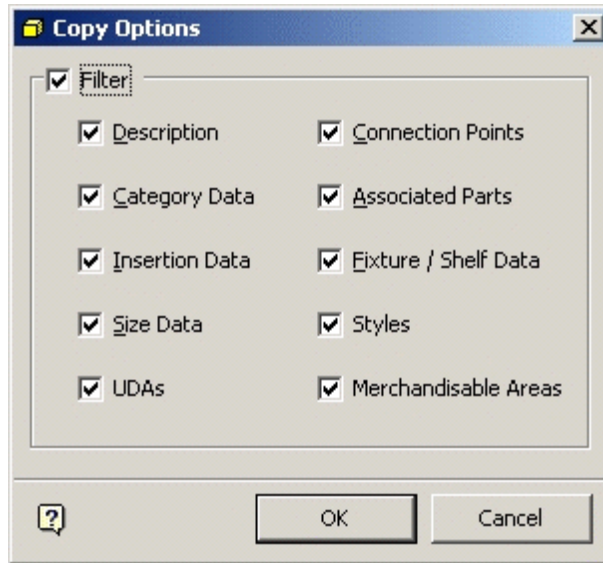 Copy Options
Filter
Description
Connection Points
Category Data
Associated Parts
Insertion Data
Fixture / Shelf Data
Size Data
Styles
UDAs
Merchandisable Areas
OK
Cancel